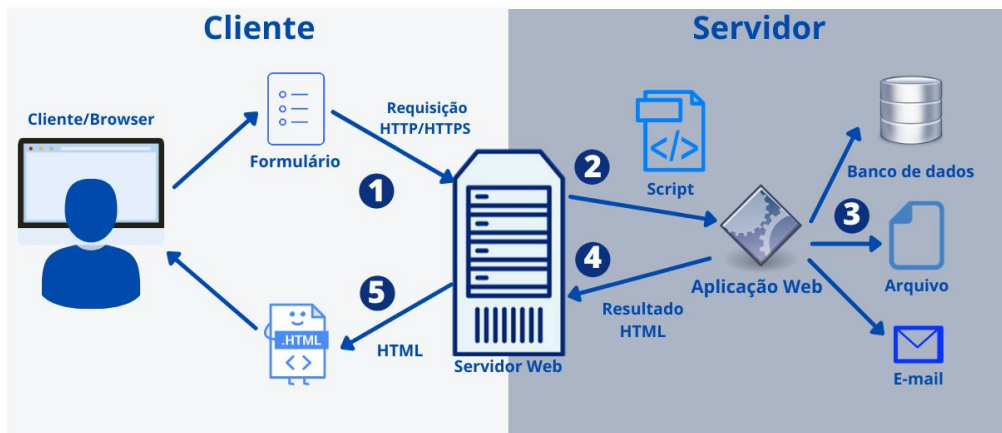 Cliente
Servidor
Cliente/Browser
Formulário
Requisição
HTTP/HTTPS
1
2
Script
</>
Banco de dados
3
Aplicação Web
Arquivo
4
Resultado
HTML
5
.HTML
< >
HTML
Servidor Web
E-mail